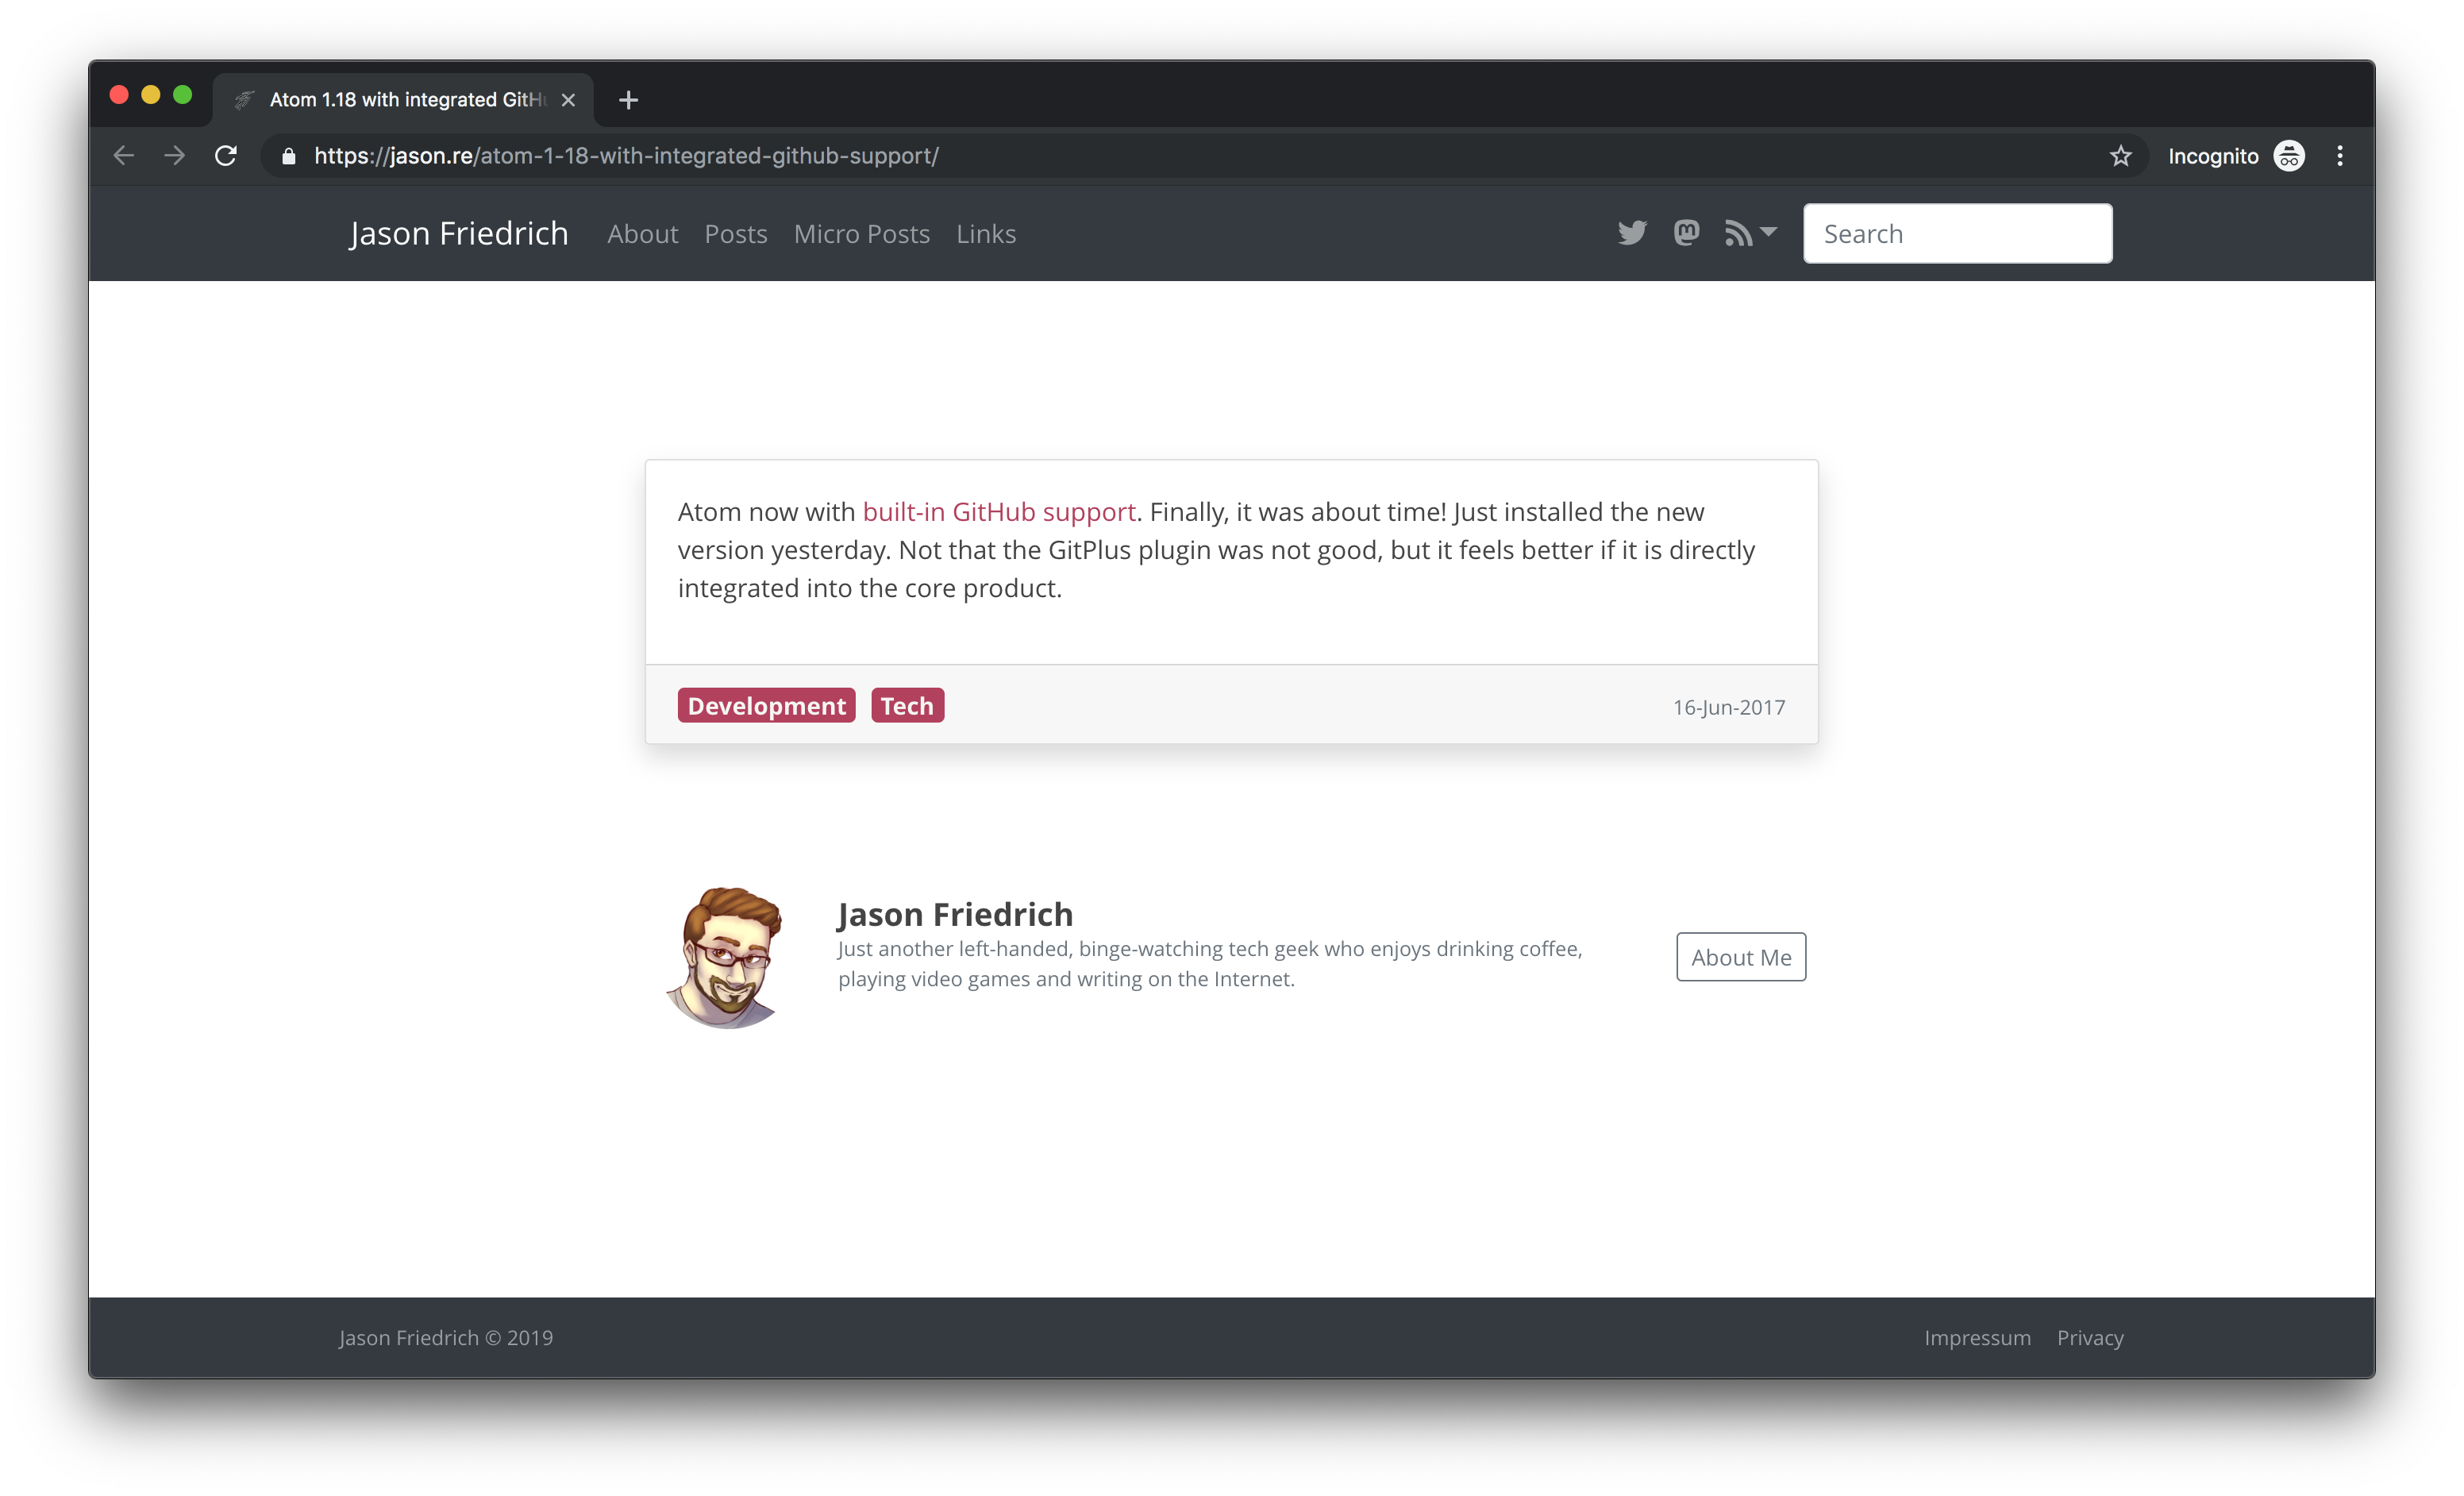 Atom 1.18 with integrated GitH
https://jason.re/atom-1-18-with-integrated-github-support/
Incognito
Jason Friedrich About Posts Micro Posts Links Search
Atom now with built-in GitHub support. Finally, it was about time! Just installed the new
version yesterday. Not that the GitPlus plugin was not good, but it feels better if it is directly
integrated into the core product.
Development Tech 16-Jun-2017
Jason Friedrich
Just another left-handed, binge-watching tech geek who enjoys drinking coffee,
playing video games and writing on the Internet.
About Me
Jason Friedrich © 2019 Impressum Privacy